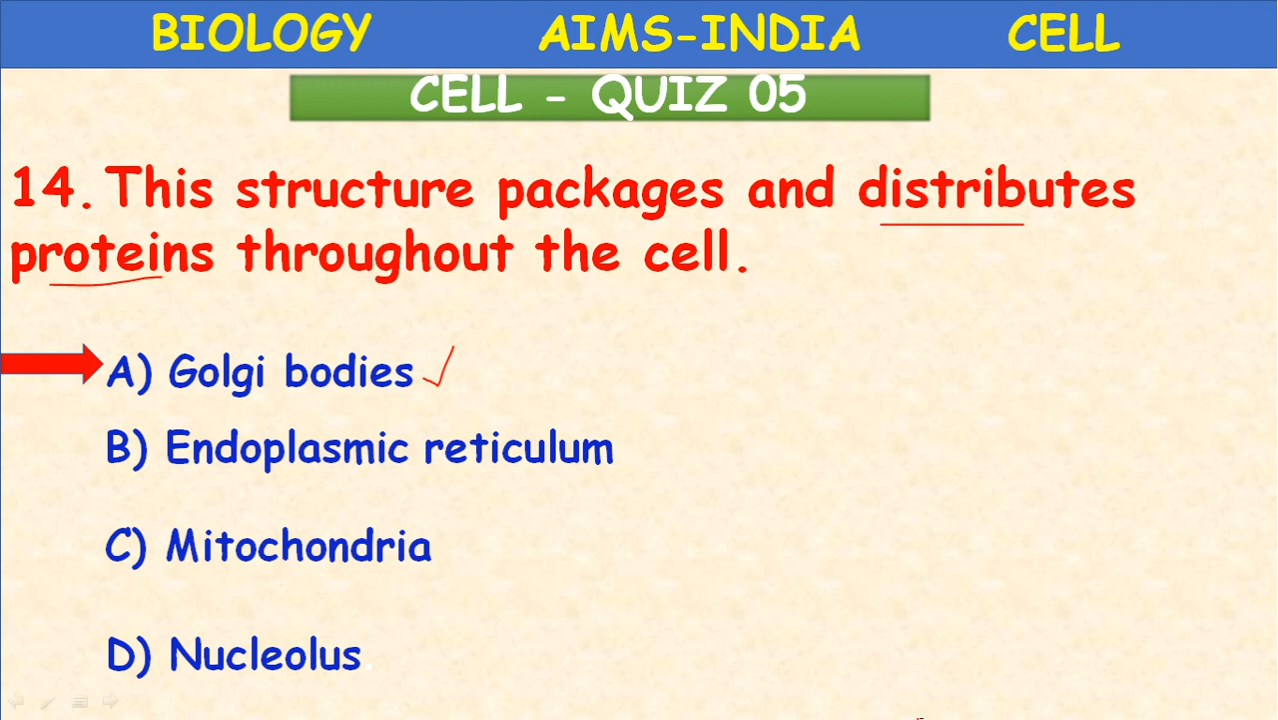 BIOLOGY AIMS-INDIA CELL
CELL - QUIZ 05
14. This structure packages and distributes
proteins throughout the cell.
A) Golgi bodies
B) Endoplasmic reticulum
C) Mitochondria
D) Nucleolus.